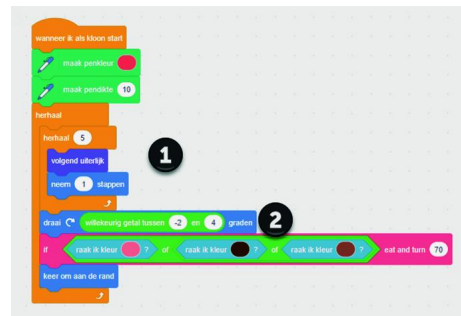 wanneer ik als kloon start
maak penkleur
maak pendikte 10
herhaal
herhaal 5
volgend uiterlijk
neem 1 stappen
1
draai willekeurig getal tussen -2 en 4 graden
2
if raak ik kleur ? of raak ik kleur ? of raak ik kleur ? eat and turn 70
keer om aan de rand